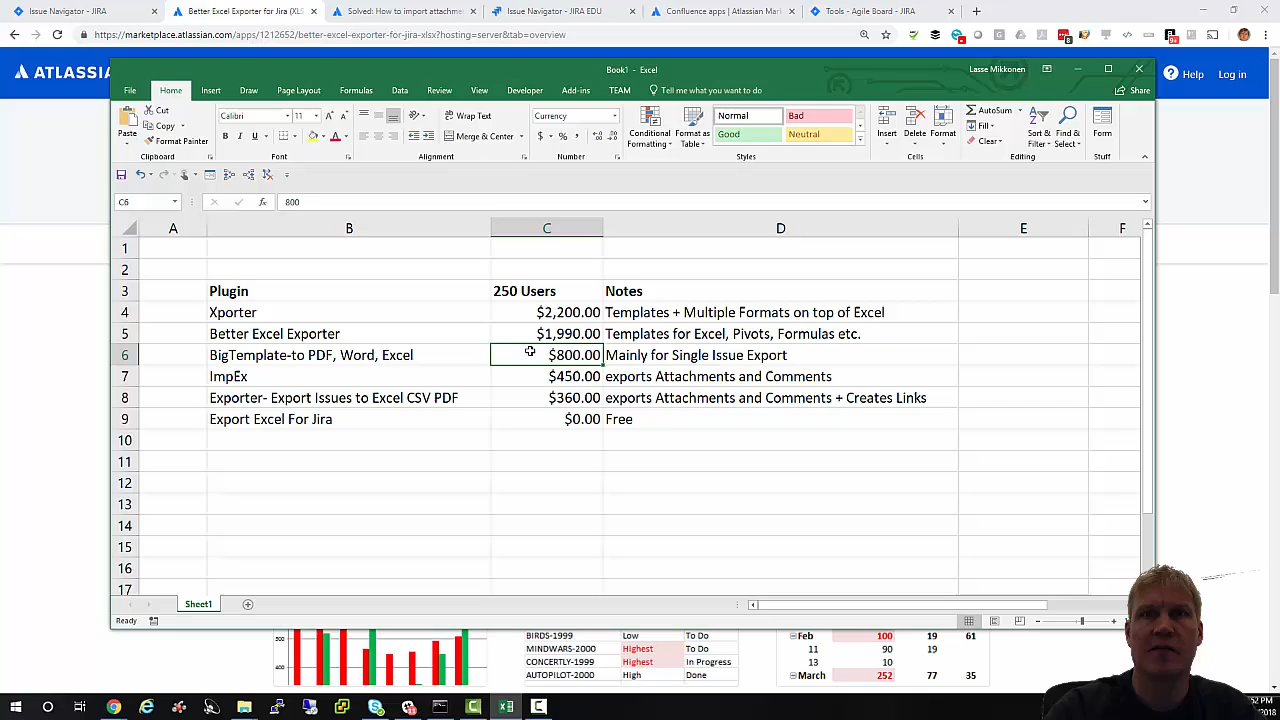 Issue Navigator - JIRA
Better Excel Exporter for Jira (XLS
Solved: How to import attachme
Issue Navigator - JIRA EDU
Confluence apps | Atlassian Mar
Tools - Agile Board - JIRA
https://marketplace.atlassian.com/apps/1212652/better-excel-exporter-for-jira-xlsx?hosting=server&tab=overview
ATLASSIA
Help
Log in
Book1 - Excel
Lasse Mikkonen
File
Home
Insert
Draw
Page Layout
Formulas
Data
Review
View
Developer
Add-ins
TEAM
Tell me what you want to do
Share
Paste
Cut
Copy
Format Painter
Clipboard
Calibri
11
B
Font
Wrap Text
Merge & Center
Alignment
Currency
$ %
Number
Conditional Formatting
Format as Table
Normal
Bad
Good
Neutral
Styles
Insert
Delete
Format
Cells
AutoSum
Fill
Clear
Sort & Filter
Find & Select
Editing
Form
Stuff
C6
fx
800
A B C D E F
1
2
3 Plugin 250 Users Notes
4 Xporter $2,200.00 Templates + Multiple Formats on top of Excel
5 Better Excel Exporter $1,990.00 Templates for Excel, Pivots, Formulas etc.
6 BigTemplate-to PDF, Word, Excel $800.00 Mainly for Single Issue Export
7 ImpEx $450.00 exports Attachments and Comments
8 Exporter- Export Issues to Excel CSV PDF $360.00 exports Attachments and Comments + Creates Links
9 Export Excel For Jira $0.00 Free
10
11
12
13
14
15
16
17
Sheet1
Ready
400
BIRDS-1999 Low To Do
MINDWARS-2000 Highest To Do
CONCERTLY-1999 Highest In Progress
AUTOPILOT-2000 High Done
Feb 100 19 61
11 90 19
13 10
March 252 77 35